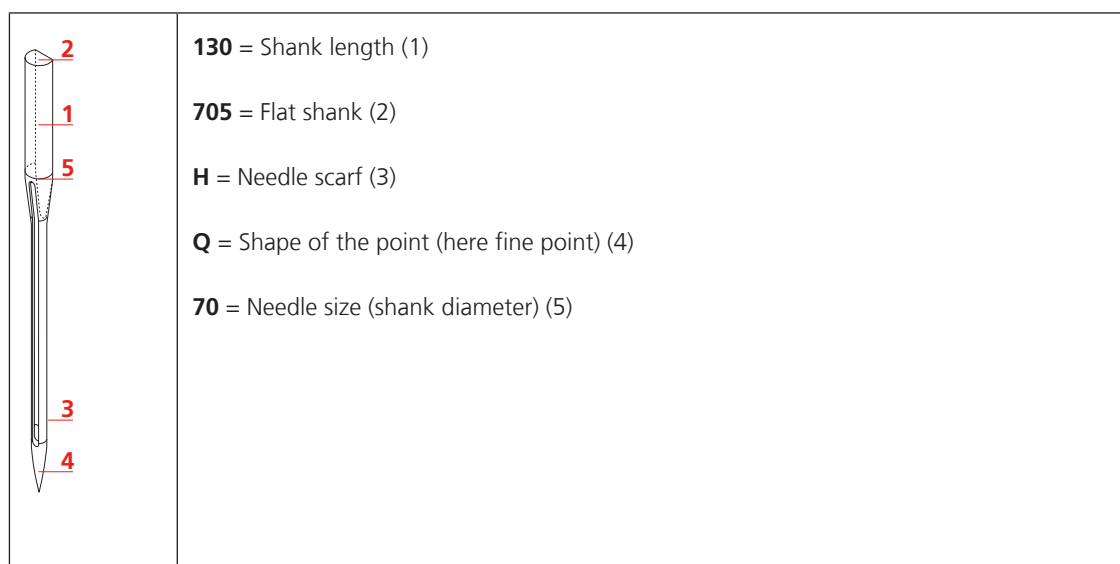 2
130 = Shank length (1)
1
705 = Flat shank (2)
5
H = Needle scarf (3)
Q = Shape of the point (here fine point) (4)
70 = Needle size (shank diameter) (5)
3
4